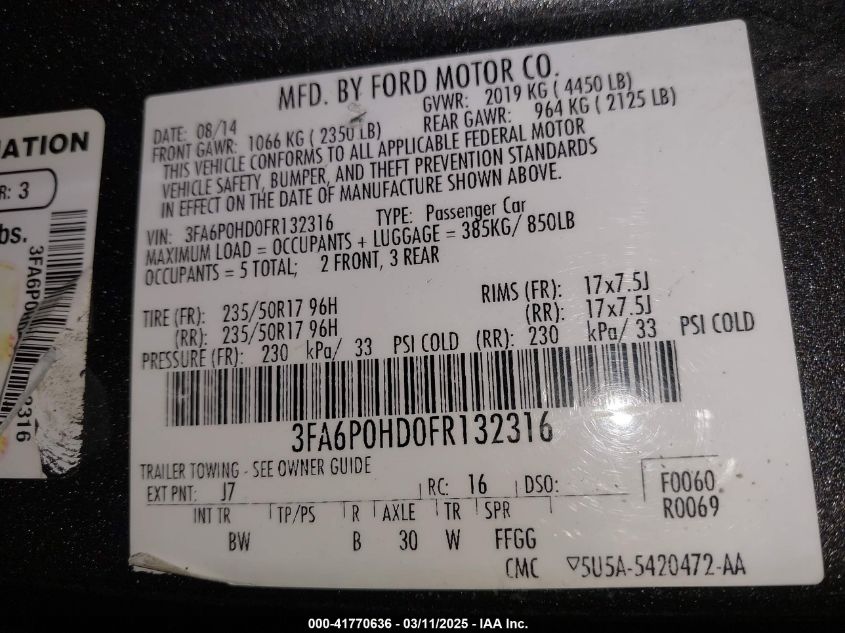 MFD. BY FORD MOTOR CO.
DATE: 08/14 GVWR: 2019 KG ( 4450 LB)
FRONT GAWR: 1066 KG ( 2350 LB) REAR GAWR: 964 KG ( 2125 LB)
THIS VEHICLE CONFORMS TO ALL APPLICABLE FEDERAL MOTOR
VEHICLE SAFETY, BUMPER, AND THEFT PREVENTION STANDARDS
IN EFFECT ON THE DATE OF MANUFACTURE SHOWN ABOVE.
VIN: 3FA6P0HD0FR132316 TYPE: Passenger Car
MAXIMUM LOAD = OCCUPANTS + LUGGAGE = 385KG/ 850LB
OCCUPANTS = 5 TOTAL; 2 FRONT, 3 REAR
TIRE (FR): 235/50R17 96H RIMS (FR): 17x7.5J
(RR): 235/50R17 96H (RR): 17x7.5J
PRESSURE (FR): 230 kPa/ 33 PSI COLD (RR): 230 kPa/ 33 PSI COLD
3FA6P0HD0FR132316
TRAILER TOWING - SEE OWNER GUIDE
EXT PNT: J7 RC: 16 DSO: F0060
R0069
INT TR TP/PS R AXLE TR SPR
BW B 30 W FFGG
CMC ▽5U5A-5420472-AA
MATION
R: 3
bs.
2316
000-41770636 - 03/11/2025 - IAA Inc.